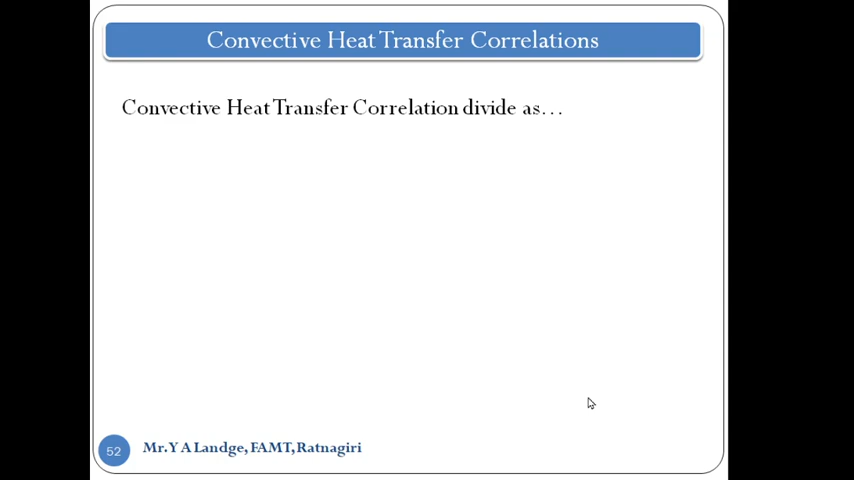 Convective Heat Transfer Correlations
Convective Heat Transfer Correlation divide as...
52
Mr.Y A Landge, FAMT, Ratnagiri